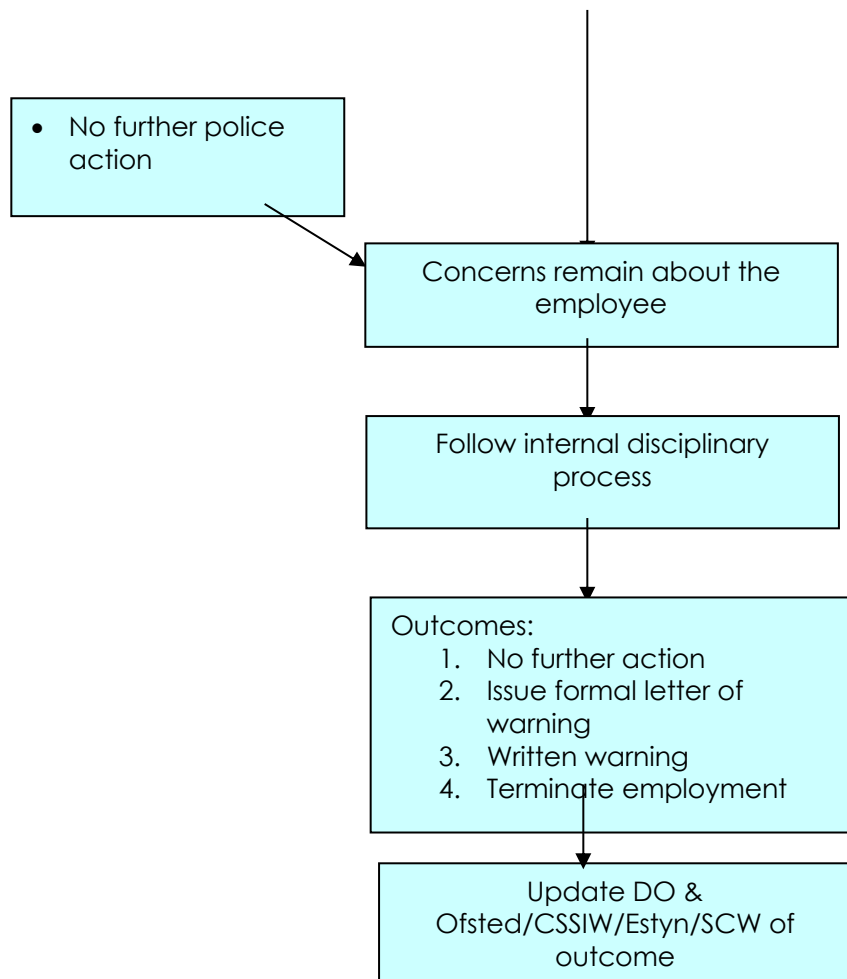 • No further police
action
Concerns remain about the
employee
Follow internal disciplinary
process
Outcomes:
1. No further action
2. Issue formal letter of
warning
3. Written warning
4. Terminate employment
Update DO &
Ofsted/CSSIW/Estyn/SCW of
outcome